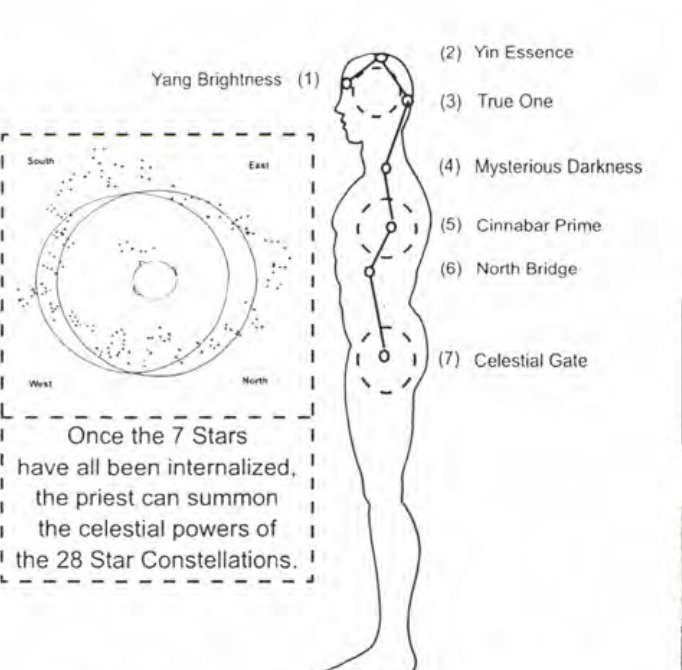 (2) Yin Essence
Yang Brightness (1)
(3) True One
(4) Mysterious Darkness
(5) Cinnabar Prime
(6) North Bridge
(7) Celestial Gate
South East
West North
Once the 7 Stars
have all been internalized,
the priest can summon
the celestial powers of
the 28 Star Constellations.